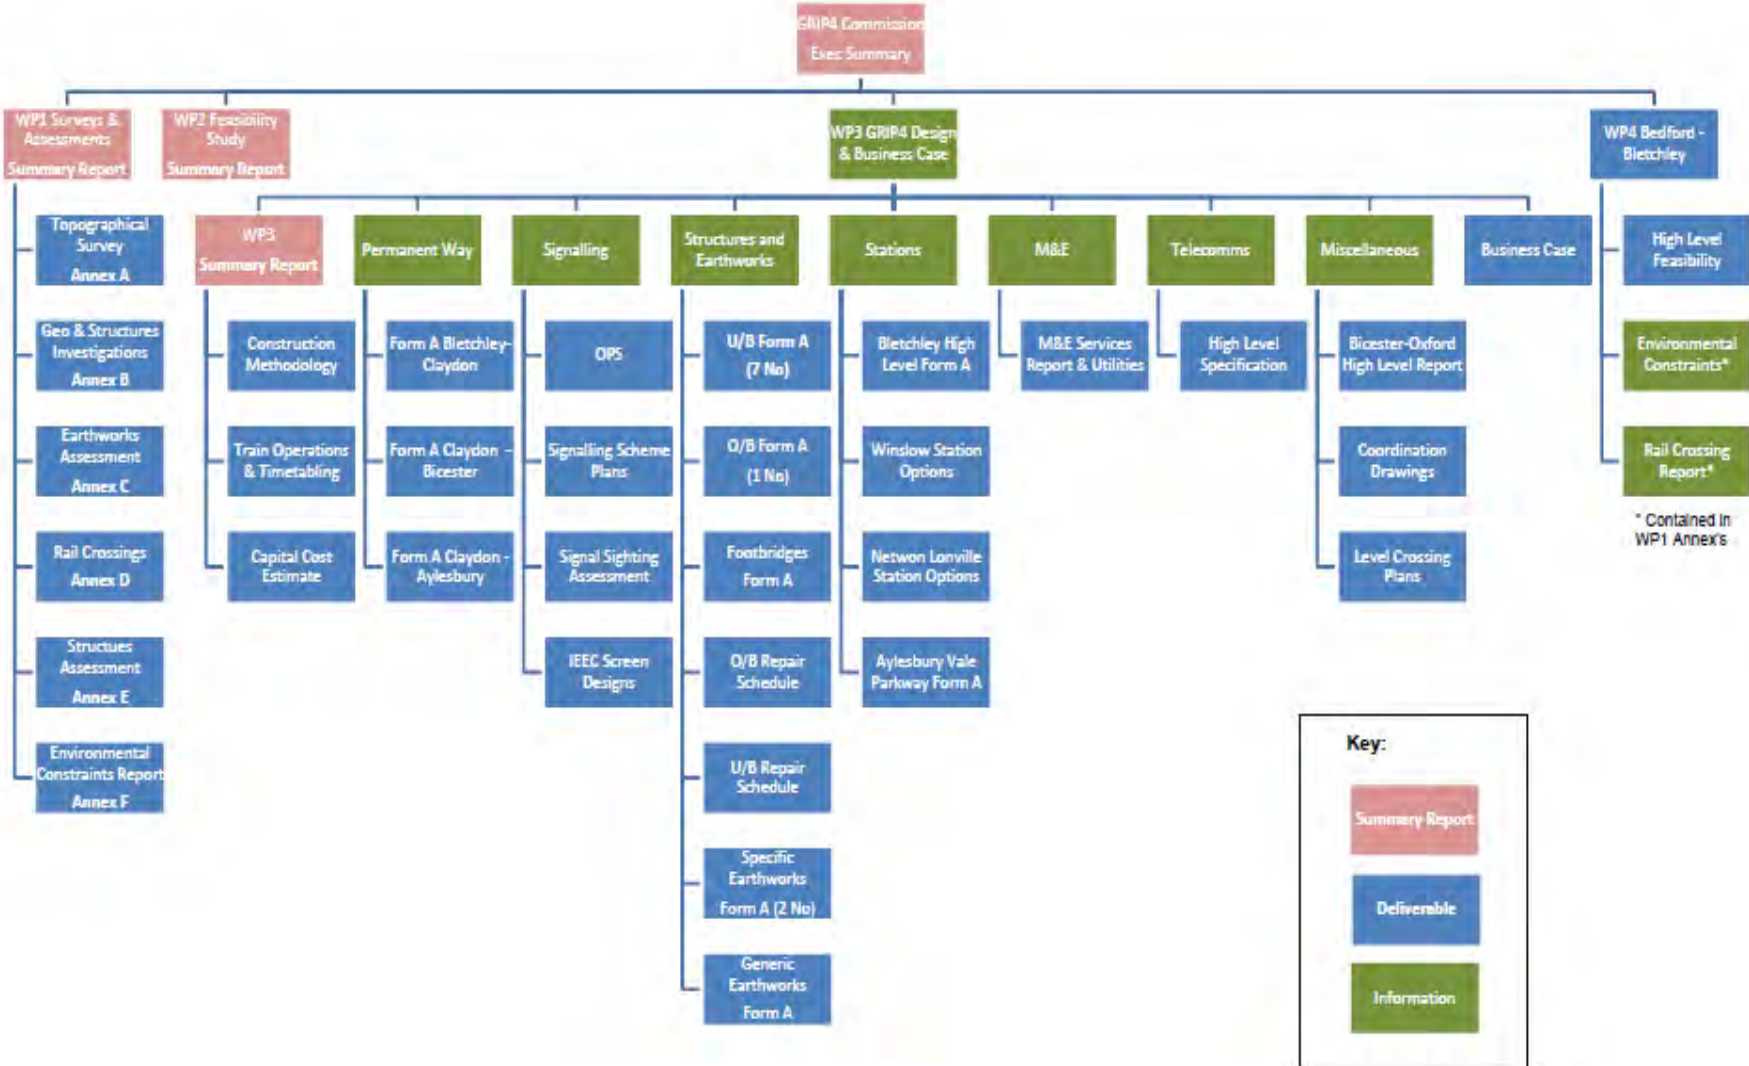 GRIP4 Commission
Exec Summary
WP1 Surveys &
Assessments
Summary Report
WP2 Feasibility
Study
Summary Report
WP3 GRIP4 Design
& Business Case
WP4 Bedford -
Bletchley
Topographical
Survey
Annex A
Geo & Structures
Investigations
Annex B
Earthworks
Assessment
Annex C
Rail Crossings
Annex D
Structues
Assessment
Annex E
Environmental
Constraints Report
Annex F
WP3
Summary Report
Construction
Methodology
Train Operations
& Timetabling
Capital Cost
Estimate
Permanent Way
Form A Bletchley-
Claydon
Form A Claydon –
Bicester
Form A Claydon -
Aylesbury
Signalling
OPS
Signalling Scheme
Plans
Signal Sighting
Assessment
IEEC Screen
Designs
Structures and
Earthworks
U/B Form A
(7 No)
O/B Form A
(1 No)
Footbridges
Form A
O/B Repair
Schedule
U/B Repair
Schedule
Specific
Earthworks
Form A (2 No)
Generic
Earthworks
Form A
Stations
Bletchley High
Level Form A
Winslow Station
Options
Netwon Lonville
Station Options
Aylesbury Vale
Parkway Form A
M&E
M&E Services
Report & Utilities
Telecomms
High Level
Specification
Miscellaneous
Bicester-Oxford
High Level Report
Coordination
Drawings
Level Crossing
Plans
Business Case
High Level
Feasibility
Environmental
Constraints*
Rail Crossing
Report*
* Contained in
WP1 Annex's
Key:
Summary Report
Deliverable
Information